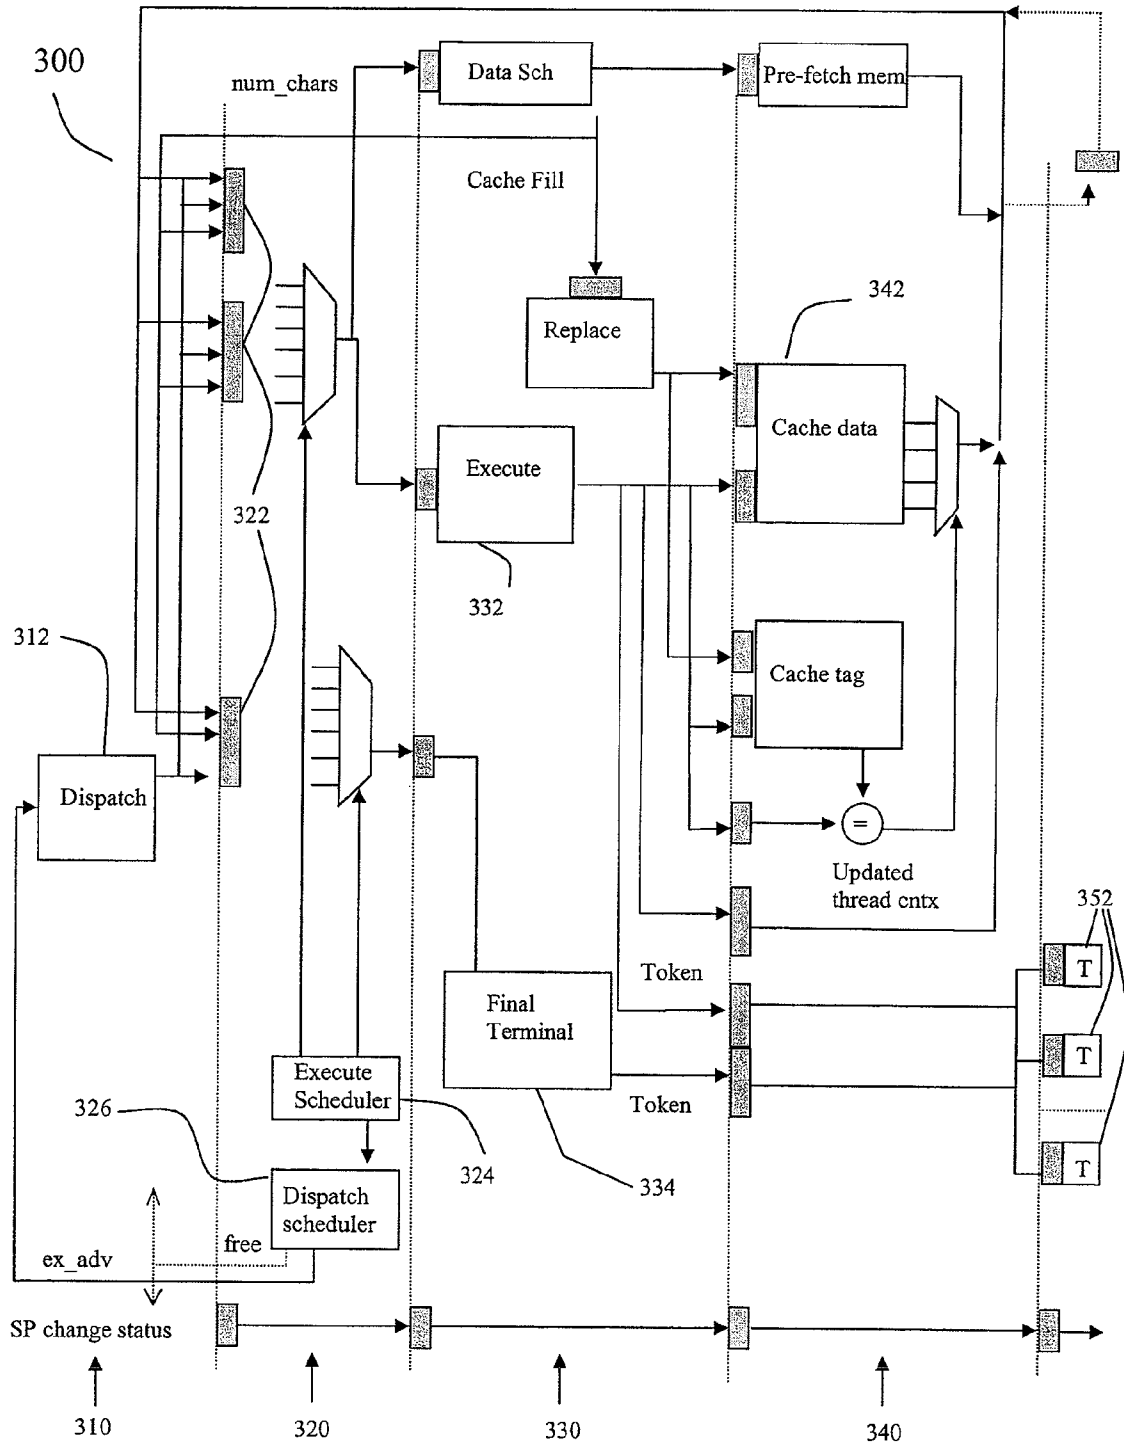 300
num_chars
Data Sch
Pre-fetch mem
Cache Fill
342
Replace
Cache data
Execute
322
332
312
Cache tag
Dispatch
=
Updated
thread cntx
352
Token
T
Final
Terminal
T
Execute
Scheduler
Token
326
T
324
334
Dispatch
scheduler
free
ex_adv
SP change status
310
320
330
340